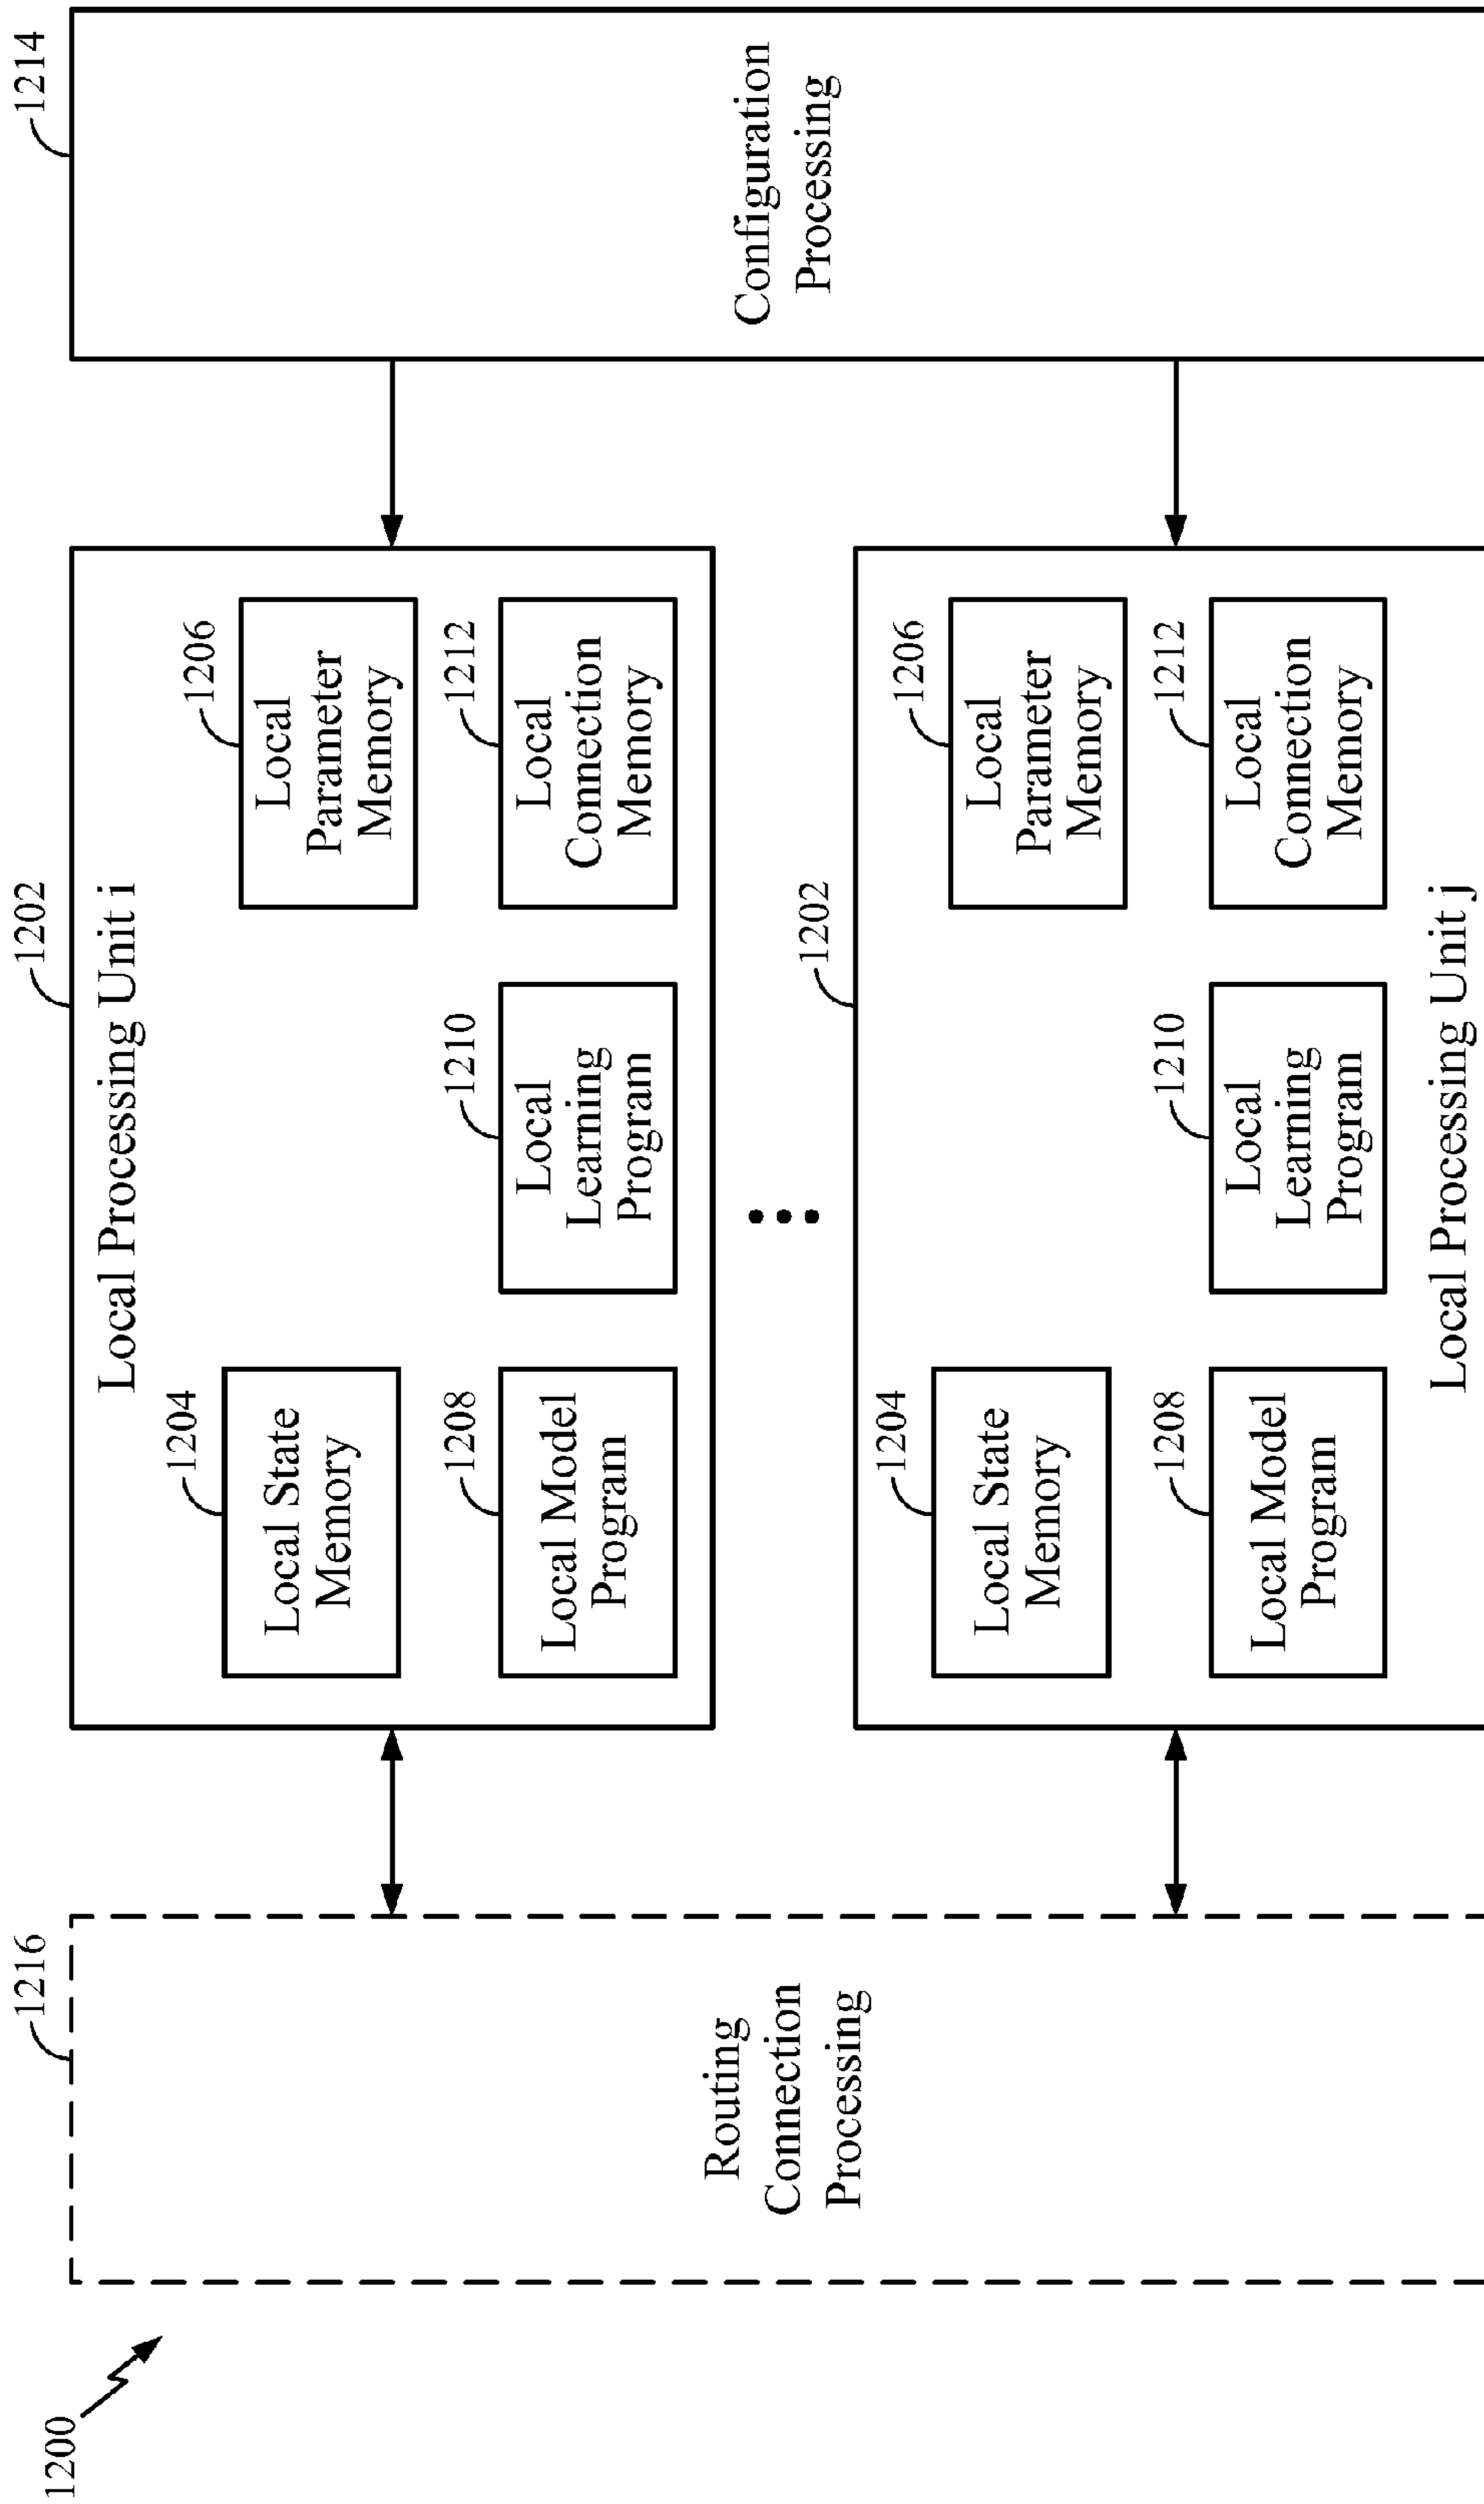 1200
1216
Routing
Connection
Processing
1202
Local Processing Unit i
1204
Local State
Memory
1206
Local
Parameter
Memory
1208
Local Model
Program
1210
Local
Learning
Program
1212
Local
Connection
Memory
1202
1204
Local State
Memory
1206
Local
Parameter
Memory
1208
Local Model
Program
1210
Local
Learning
Program
1212
Local
Connection
Memory
Local Processing Unit j
1214
Configuration
Processing